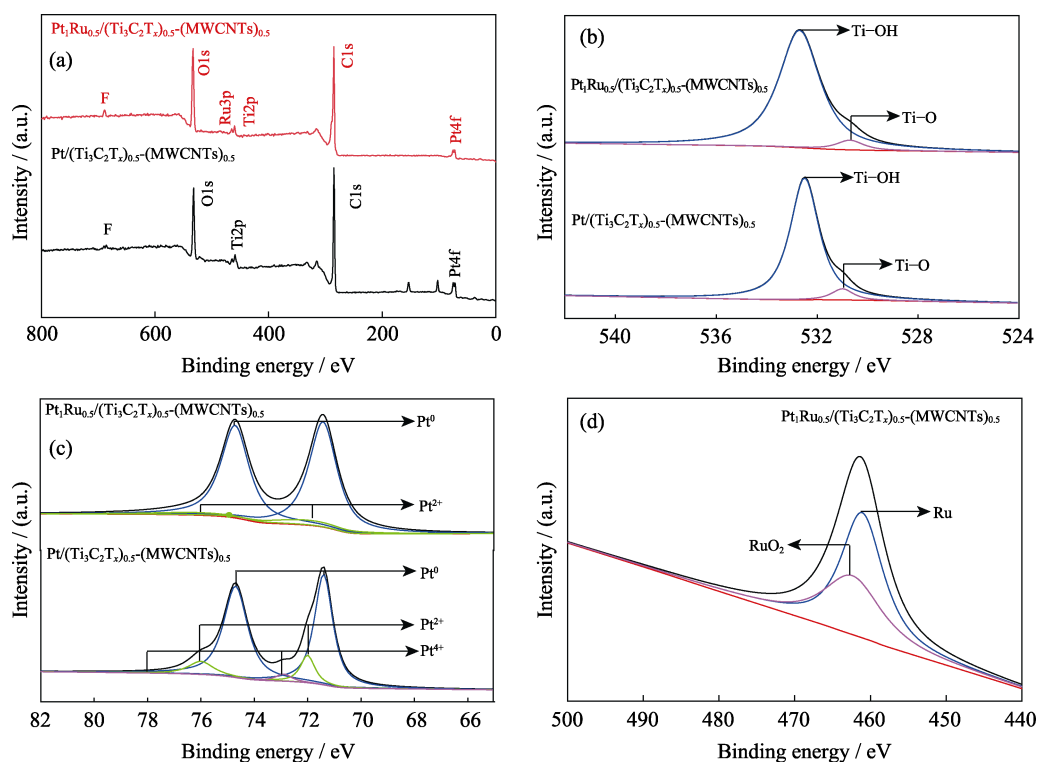 Pt₁Ru₀.₅/(Ti₃C₂Tₓ)₀.₅-(MWCNTs)₀.₅
(a)
O1s
C1s
F
Ru3p
Ti2p
Pt4f
Pt/(Ti₃C₂Tₓ)₀.₅-(MWCNTs)₀.₅
O1s
C1s
F
Ti2p
Pt4f
Intensity / (a.u.)
800 600 400 200 0
Binding energy / eV
(b)
Ti−OH
Pt₁Ru₀.₅/(Ti₃C₂Tₓ)₀.₅-(MWCNTs)₀.₅
Ti−O
Ti−OH
Pt/(Ti₃C₂Tₓ)₀.₅-(MWCNTs)₀.₅
Ti−O
Intensity / (a.u.)
540 536 532 528 524
Binding energy / eV
Pt₁Ru₀.₅/(Ti₃C₂Tₓ)₀.₅-(MWCNTs)₀.₅
(c)
Pt⁰
Pt²⁺
Pt/(Ti₃C₂Tₓ)₀.₅-(MWCNTs)₀.₅
Pt⁰
Pt²⁺
Pt⁴⁺
Intensity / (a.u.)
82 80 78 76 74 72 70 68 66
Binding energy / eV
Pt₁Ru₀.₅/(Ti₃C₂Tₓ)₀.₅-(MWCNTs)₀.₅
(d)
Ru
RuO₂
Intensity / (a.u.)
500 490 480 470 460 450 440
Binding energy / eV